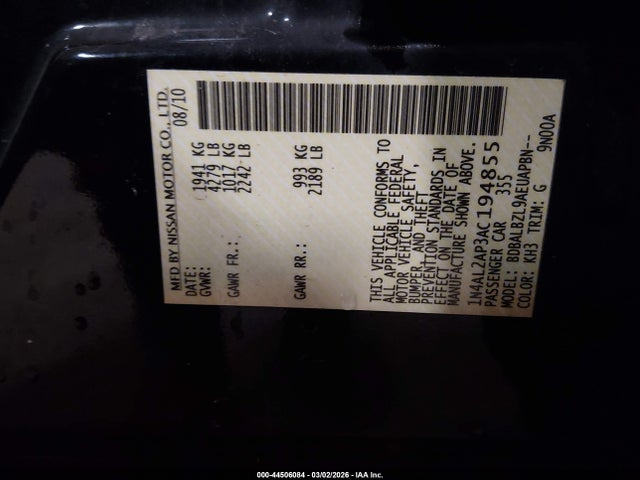 MFD BY NISSAN MOTOR CO., LTD.
DATE: 08/10
GVWR: 1941 KG
4279 LB
GAWR FR.: 1017 KG
2242 LB
GAWR RR.: 993 KG
2189 LB
THIS VEHICLE CONFORMS TO
ALL APPLICABLE FEDERAL
MOTOR VEHICLE SAFETY,
BUMPER, AND THEFT
PREVENTION STANDARDS IN
EFFECT ON THE DATE OF
MANUFACTURE SHOWN ABOVE.
1N4AL2AP3AC194855
PASSENGER CAR 355
MODEL: BDBALBZL9AEUAPBN--
COLOR: KH3 TRIM: G 9N00A
000-44506084 - 03/02/2026 - IAA Inc.